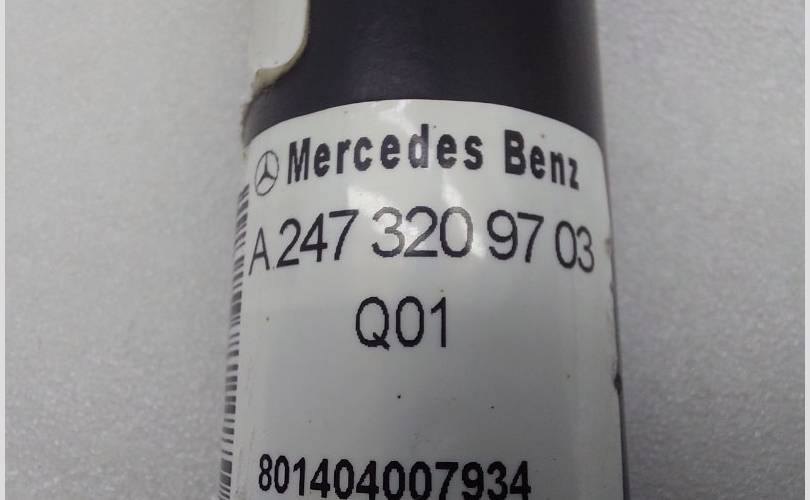 Mercedes Benz
A 247 320 97 03
Q01
801404007934